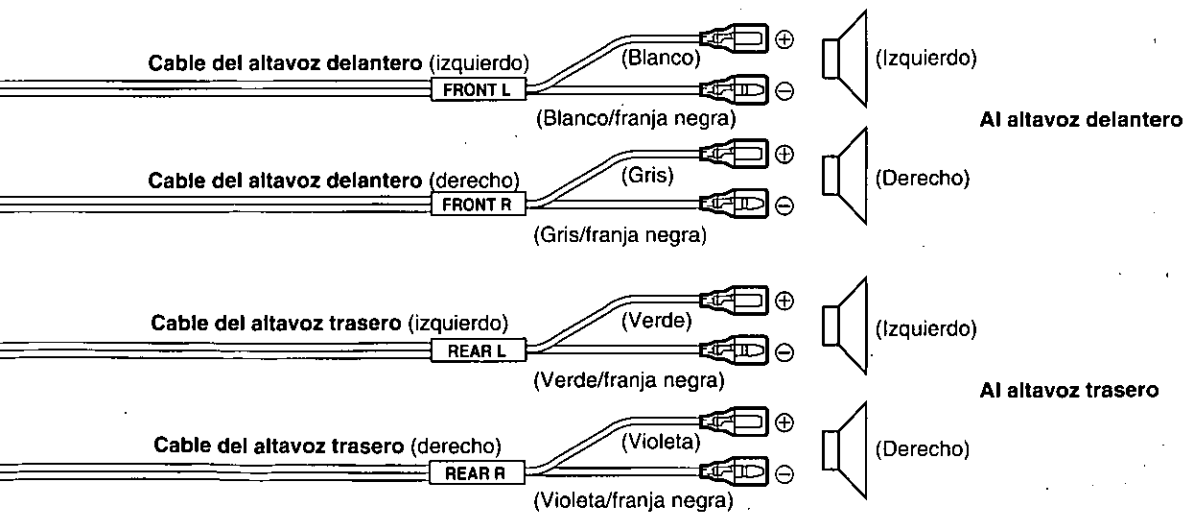 Cable del altavoz delantero (izquierdo)
FRONT L
(Blanco)
⊕
⊖
(Blanco/franja negra)
(Izquierdo)
Al altavoz delantero
Cable del altavoz delantero (derecho)
FRONT R
(Gris)
⊕
⊖
(Gris/franja negra)
(Derecho)
Cable del altavoz trasero (izquierdo)
REAR L
(Verde)
⊕
⊖
(Verde/franja negra)
(Izquierdo)
Al altavoz trasero
Cable del altavoz trasero (derecho)
REAR R
(Violeta)
⊕
⊖
(Violeta/franja negra)
(Derecho)